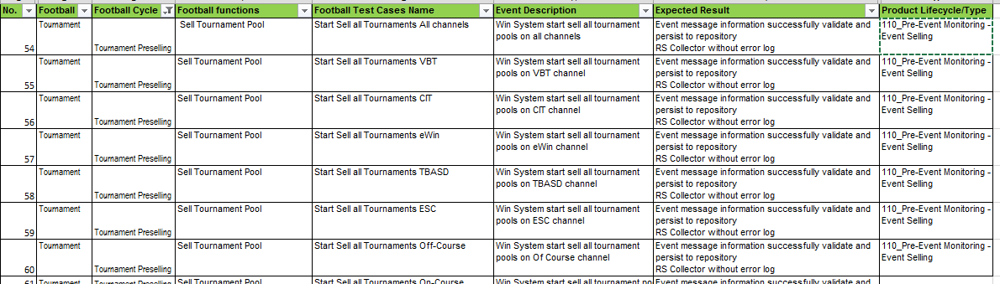 No. Football Football Cycle Football functions Football Test Cases Name Event Description Expected Result Product Lifecycle/Type
Tournament Sell Tournament Pool Start Sell all Tournaments All channels Win System start sell all tournament Event message information successfully validate and 110_Pre-Event Monitoring -
pools on all channels persist to repository Event Selling
54 Tournament Preselling RS Collector without error log
Tournament Sell Tournament Pool Start Sell all Tournaments VBT Win System start sell all tournament Event message information successfully validate and 110_Pre-Event Monitoring -
pools on VBT channel persist to repository Event Selling
55 Tournament Preselling RS Collector without error log
Tournament Sell Tournament Pool Start Sell all Tournaments CIT Win System start sell all tournament Event message information successfully validate and 110_Pre-Event Monitoring -
pools on CIT channel persist to repository Event Selling
56 Tournament Preselling RS Collector without error log
Tournament Sell Tournament Pool Start Sell all Tournaments eWin Win System start sell all tournament Event message information successfully validate and 110_Pre-Event Monitoring -
pools on eWin channel persist to repository Event Selling
57 Tournament Preselling RS Collector without error log
Tournament Sell Tournament Pool Start Sell all Tournaments TBASD Win System start sell all tournament Event message information successfully validate and 110_Pre-Event Monitoring -
pools on TBASD channel persist to repository Event Selling
58 Tournament Preselling RS Collector without error log
Tournament Sell Tournament Pool Start Sell all Tournaments ESC Win System start sell all tournament Event message information successfully validate and 110_Pre-Event Monitoring -
pools on ESC channel persist to repository Event Selling
59 Tournament Preselling RS Collector without error log
Tournament Sell Tournament Pool Start Sell all Tournaments Off-Course Win System start sell all tournament Event message information successfully validate and 110_Pre-Event Monitoring -
pools on Of Course channel persist to repository Event Selling
60 Tournament Preselling RS Collector without error log
61 Tournament Tournament Preselling Sell Tournament Pool Start Sell all Tournaments On-Course Win System start sell all tournament po Event message information successfully validate and